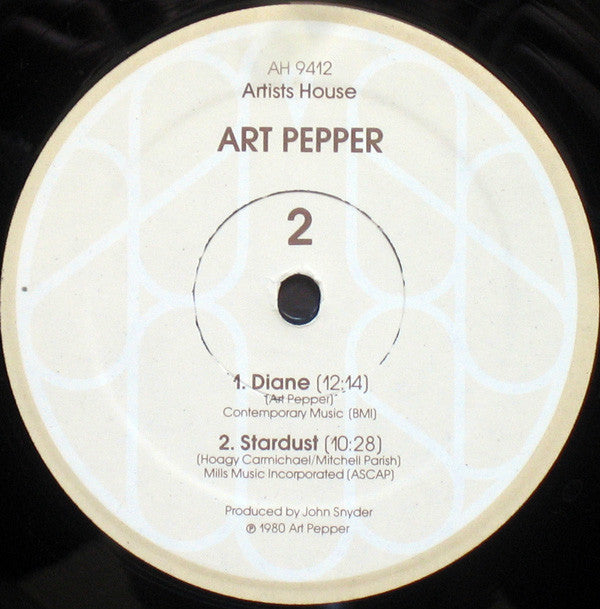 AH 9412
Artists House
ART PEPPER
2
1. Diane (12:14)
(Art Pepper)
Contemporary Music (BMI)
2. Stardust (10:28)
(Hoagy Carmichael/Mitchell Parish)
Mills Music Incorporated (ASCAP)
Produced by John Snyder
℗ 1980 Art Pepper